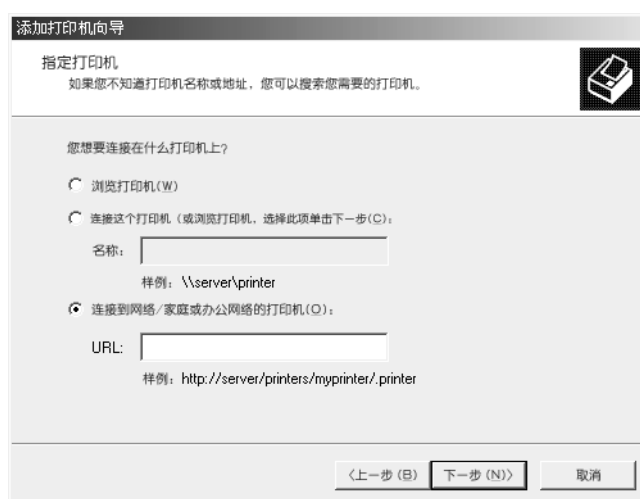 添加打印机向导
指定打印机
如果您不知道打印机名称或地址，您可以搜索您需要的打印机。
您想要连接在什么打印机上?
浏览打印机(W)
连接这个打印机（或浏览打印机，选择此项单击下一步(C)：
名称：
样例：\\server\printer
连接到网络/家庭或办公网络的打印机(O)：
URL:
样例：http://server/printers/myprinter/.printer
〈上一步 (B) 下一步 (N)〉 取消